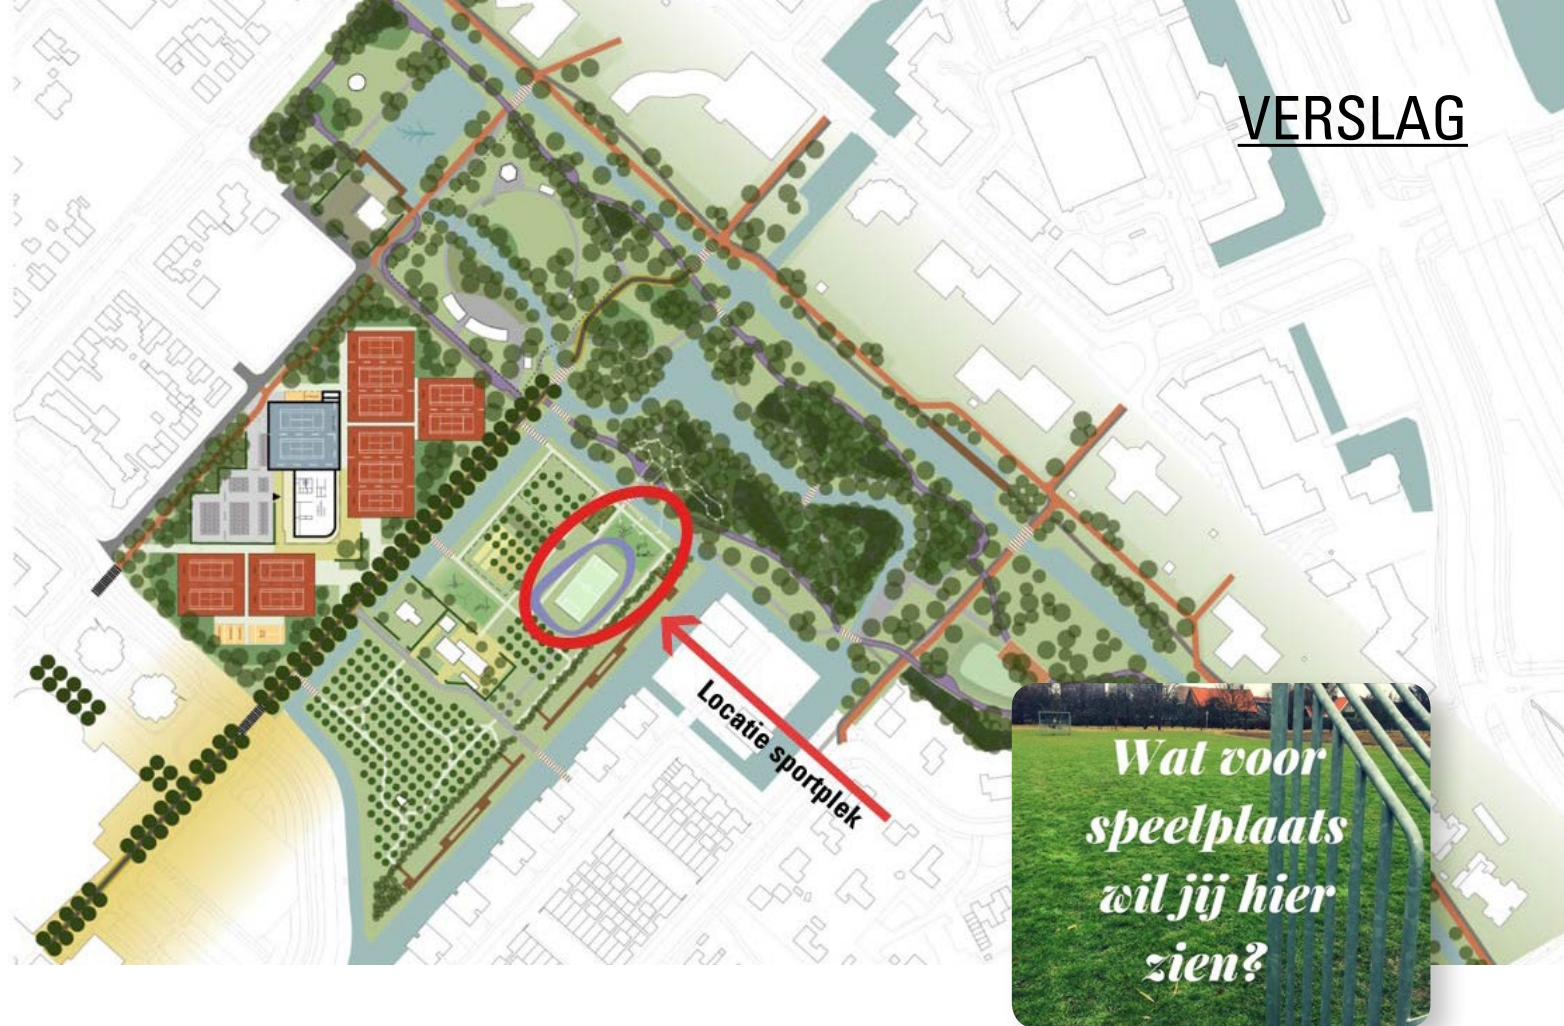 VERSLAG
Locatie sportplek
Wat voor
speelplaats
wil jij hier
zien?